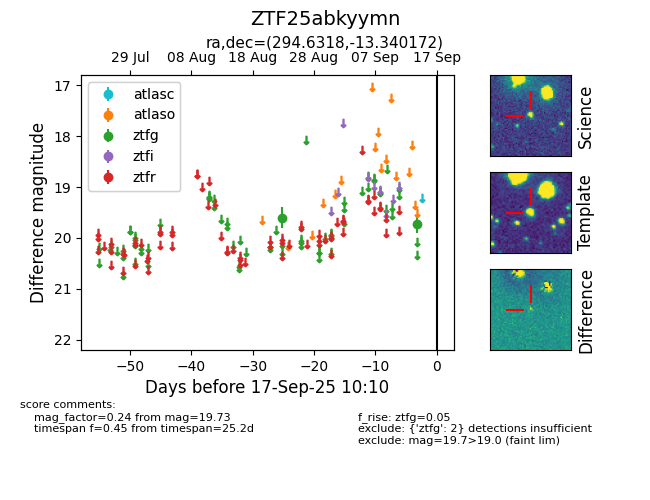 ZTF25abkyymn
ra,dec=(294.6318,-13.340172)
29 Jul 08 Aug 18 Aug 28 Aug 07 Sep 17 Sep
17
18
19
20
21
22
Difference magnitude
atlasc
atlaso
ztfg
ztfi
ztfr
−50 −40 −30 −20 −10 0
Days before 17-Sep-25 10:10
Science
Template
Difference
score comments:
mag_factor=0.24 from mag=19.73
timespan f=0.45 from timespan=25.2d
f_rise: ztfg=0.05
exclude: {'ztfg': 2} detections insufficient
exclude: mag=19.7>19.0 (faint lim)